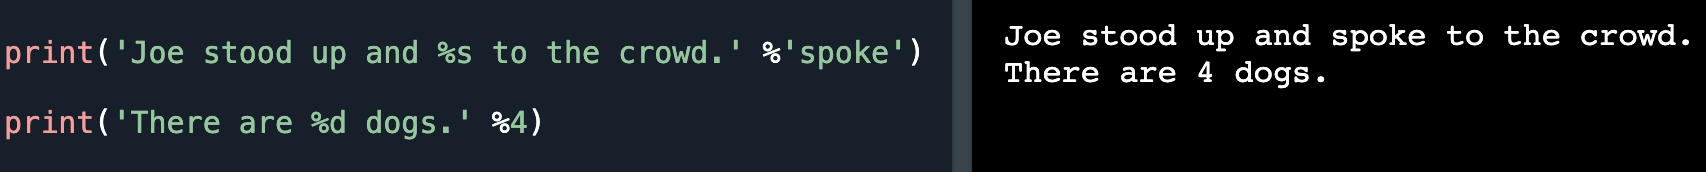 print('Joe stood up and %s to the crowd.' %'spoke')
print('There are %d dogs.' %4)
Joe stood up and spoke to the crowd.
There are 4 dogs.